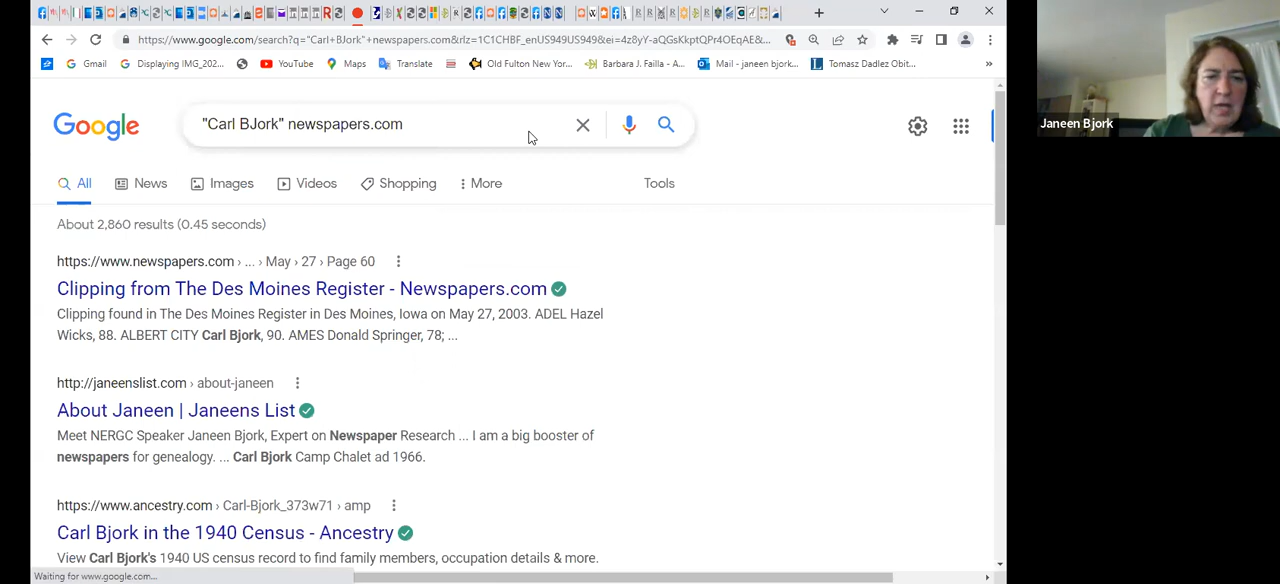 https://www.google.com/search?q="Carl+BJork"+newspapers.com&rlz=1C1CHBF_enUS949US949&ei=4z8yY-aQGsKkptQPr4OEqAE&...
Gmail
Displaying IMG_202...
YouTube
Maps
Translate
Old Fulton New Yor...
Barbara J. Failla - A...
Mail - janeen bjork...
Tomasz Dadlez Obit...
»
Janeen Bjork
Google
"Carl BJork" newspapers.com
All
News
Images
Videos
Shopping
More
Tools
About 2,860 results (0.45 seconds)
https://www.newspapers.com › ... › May › 27 › Page 60
Clipping from The Des Moines Register - Newspapers.com
Clipping found in The Des Moines Register in Des Moines, Iowa on May 27, 2003. ADEL Hazel
Wicks, 88. ALBERT CITY Carl Bjork, 90. AMES Donald Springer, 78; ...
http://janeenslist.com › about-janeen
About Janeen | Janeens List
Meet NERGC Speaker Janeen Bjork, Expert on Newspaper Research ... I am a big booster of
newspapers for genealogy. ... Carl Bjork Camp Chalet ad 1966.
https://www.ancestry.com › Carl-Bjork_373w71 › amp
Carl Bjork in the 1940 Census - Ancestry
View Carl Bjork's 1940 US census record to find family members, occupation details & more.
Waiting for www.google.com...